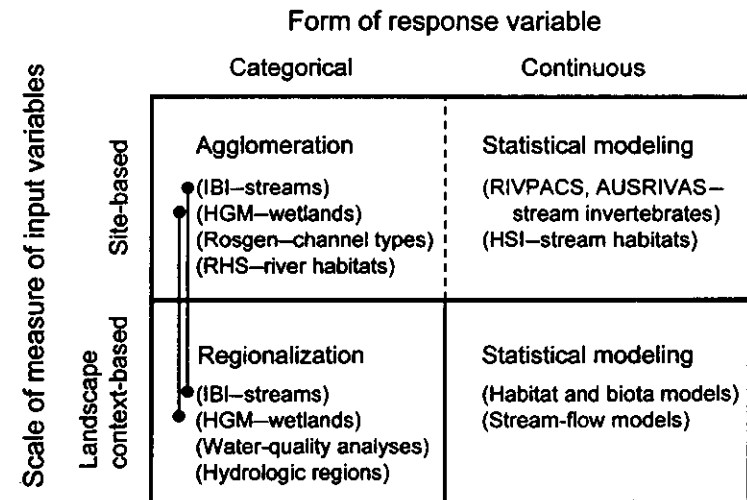 Form of response variable
Categorical
Continuous
Scale of measure of input variables
Site-based
Agglomeration
(IBI–streams)
(HGM–wetlands)
(Rosgen–channel types)
(RHS–river habitats)
Statistical modeling
(RIVPACS, AUSRIVAS–
stream invertebrates)
(HSI–stream habitats)
Landscape
context-based
Regionalization
(IBI–streams)
(HGM–wetlands)
(Water-quality analyses)
(Hydrologic regions)
Statistical modeling
(Habitat and biota models)
(Stream-flow models)